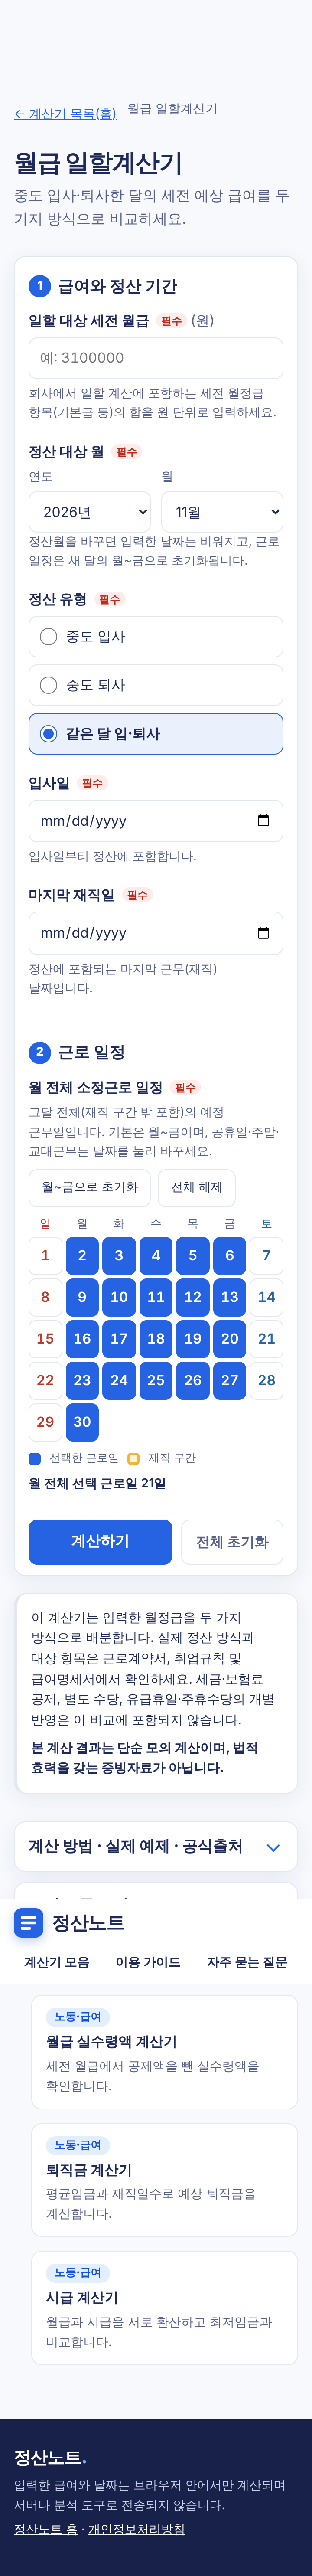 ← 계산기 목록(홈) 월급 일할계산기
월급 일할계산기
중도 입사·퇴사한 달의 세전 예상 급여를 두
가지 방식으로 비교하세요.
1 급여와 정산 기간
일할 대상 세전 월급 필수 (원)
예: 3100000
회사에서 일할 계산에 포함하는 세전 월정급
항목(기본급 등)의 합을 원 단위로 입력하세요.
정산 대상 월 필수
연도 월
2026년 11월
정산월을 바꾸면 입력한 날짜는 비워지고, 근로
일정은 새 달의 월~금으로 초기화됩니다.
정산 유형 필수
중도 입사
중도 퇴사
같은 달 입·퇴사
입사일 필수
mm/dd/yyyy
입사일부터 정산에 포함합니다.
마지막 재직일 필수
mm/dd/yyyy
정산에 포함되는 마지막 근무(재직)
날짜입니다.
2 근로 일정
월 전체 소정근로 일정 필수
그달 전체(재직 구간 밖 포함)의 예정
근무일입니다. 기본은 월~금이며, 공휴일·주말·
교대근무는 날짜를 눌러 바꾸세요.
월~금으로 초기화 전체 해제
일 월 화 수 목 금 토
1 2 3 4 5 6 7
8 9 10 11 12 13 14
15 16 17 18 19 20 21
22 23 24 25 26 27 28
29 30
선택한 근로일 재직 구간
월 전체 선택 근로일 21일
계산하기 전체 초기화
이 계산기는 입력한 월정급을 두 가지
방식으로 배분합니다. 실제 정산 방식과
대상 항목은 근로계약서, 취업규칙 및
급여명세서에서 확인하세요. 세금·보험료
공제, 별도 수당, 유급휴일·주휴수당의 개별
반영은 이 비교에 포함되지 않습니다.
본 계산 결과는 단순 모의 계산이며, 법적
효력을 갖는 증빙자료가 아닙니다.
계산 방법 · 실제 예제 · 공식출처
정산노트
계산기 모음 이용 가이드 자주 묻는 질문
노동·급여
월급 실수령액 계산기
세전 월급에서 공제액을 뺀 실수령액을
확인합니다.
노동·급여
퇴직금 계산기
평균임금과 재직일수로 예상 퇴직금을
계산합니다.
노동·급여
시급 계산기
월급과 시급을 서로 환산하고 최저임금과
비교합니다.
정산노트.
입력한 급여와 날짜는 브라우저 안에서만 계산되며
서버나 분석 도구로 전송되지 않습니다.
정산노트 홈 · 개인정보처리방침